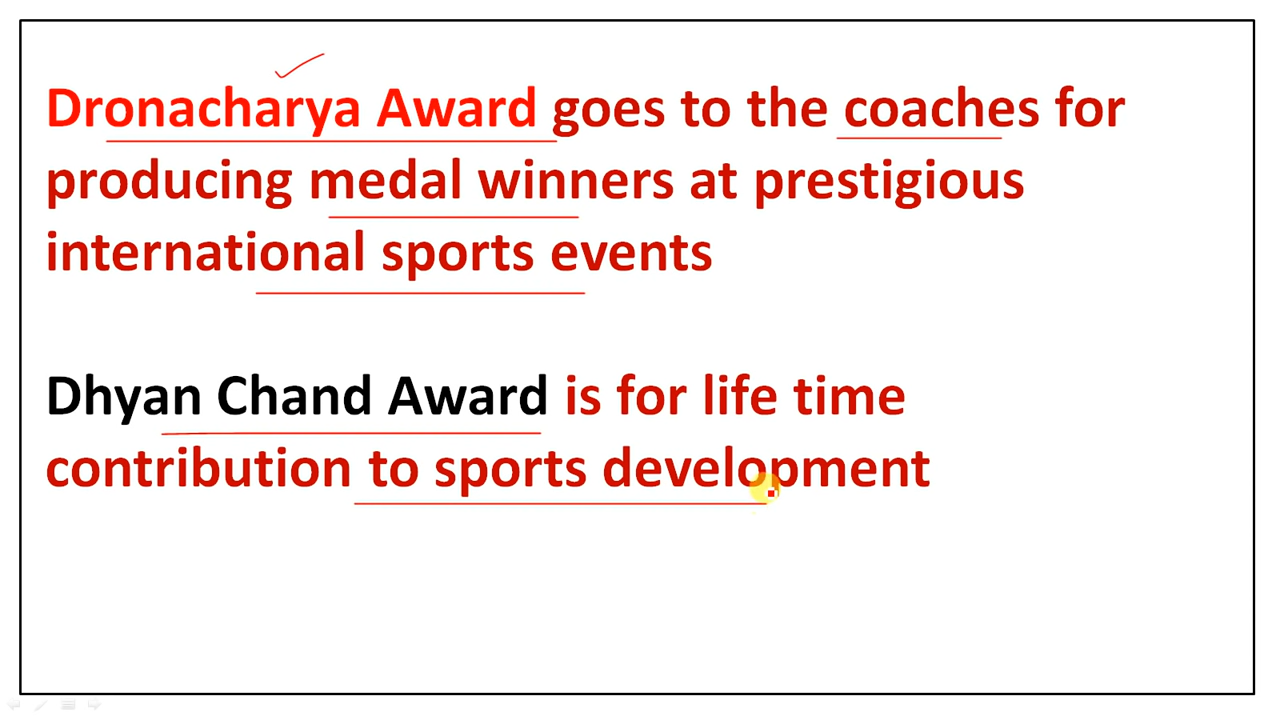 Dronacharya Award goes to the coaches for
producing medal winners at prestigious
international sports events
Dhyan Chand Award is for life time
contribution to sports development